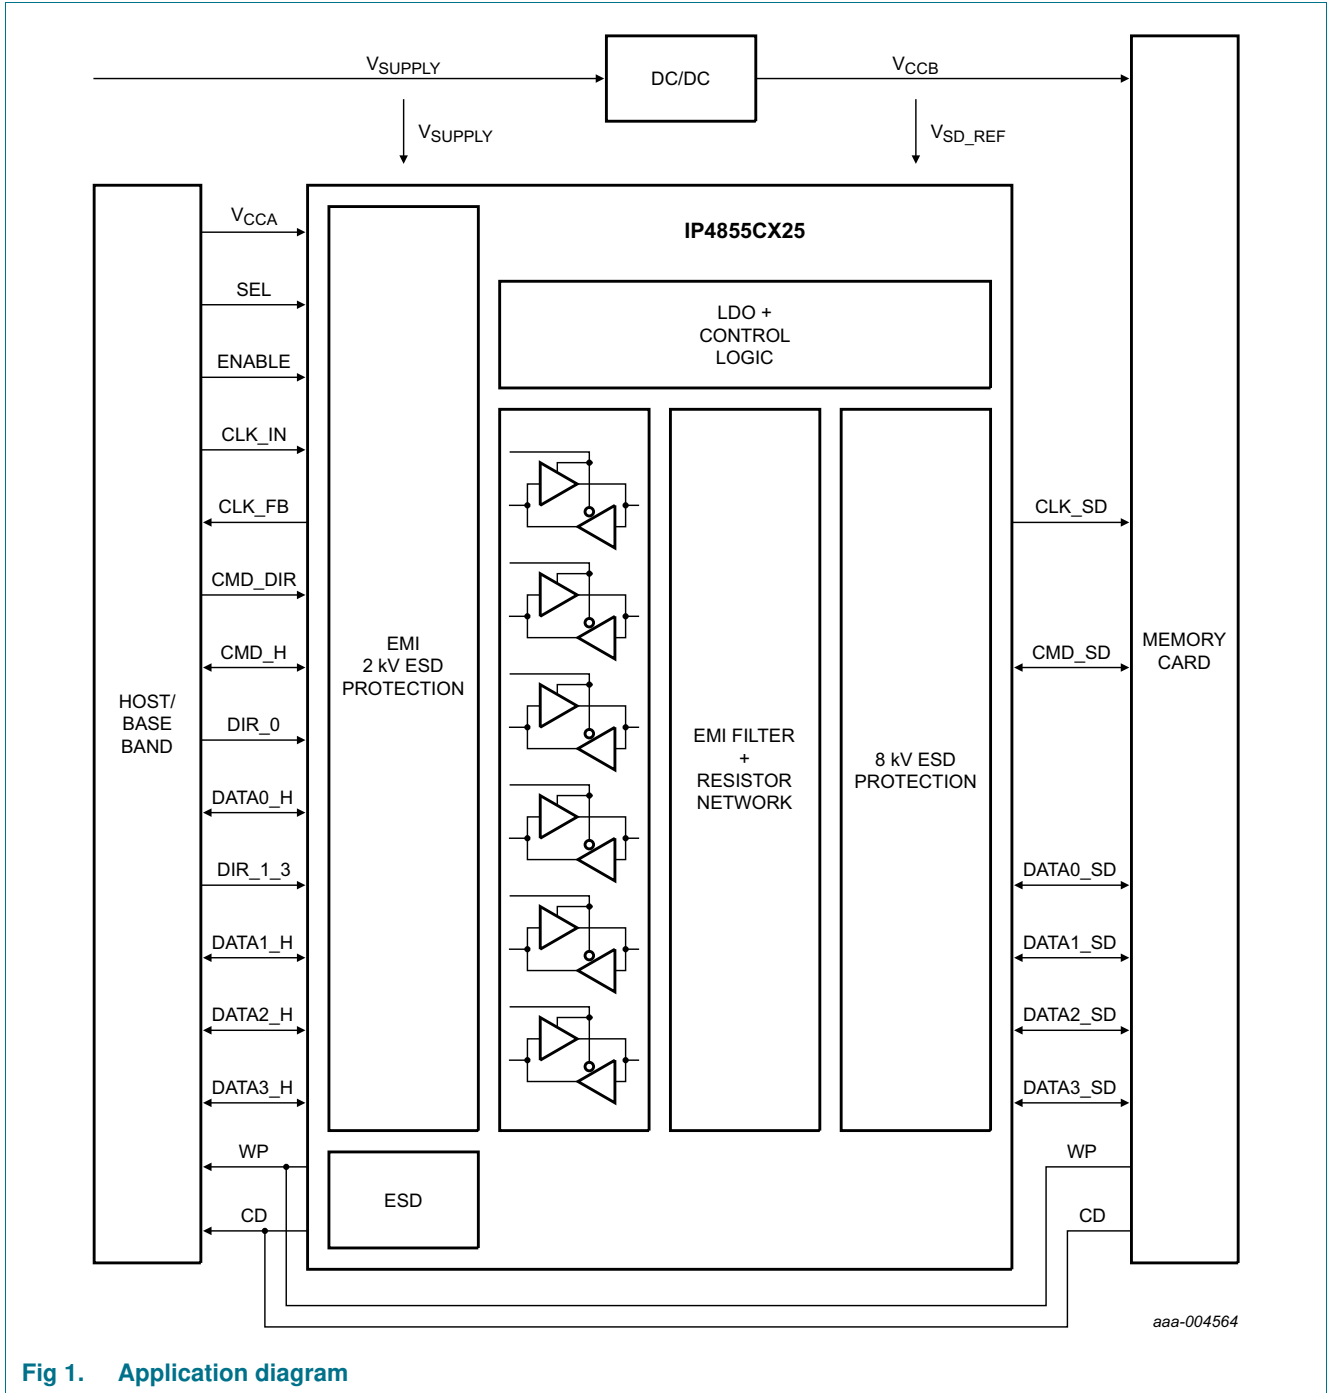 VSUPPLY
DC/DC
VCCB
VSUPPLY
VSD_REF
IP4855CX25
VCCA
SEL
ENABLE
CLK_IN
CLK_FB
CMD_DIR
CMD_H
DIR_0
DATA0_H
DIR_1_3
DATA1_H
DATA2_H
DATA3_H
WP
CD
HOST/
BASE
BAND
EMI
2 kV ESD
PROTECTION
ESD
LDO +
CONTROL
LOGIC
EMI FILTER
+
RESISTOR
NETWORK
8 kV ESD
PROTECTION
CLK_SD
CMD_SD
DATA0_SD
DATA1_SD
DATA2_SD
DATA3_SD
WP
CD
MEMORY
CARD
aaa-004564
Fig 1. Application diagram